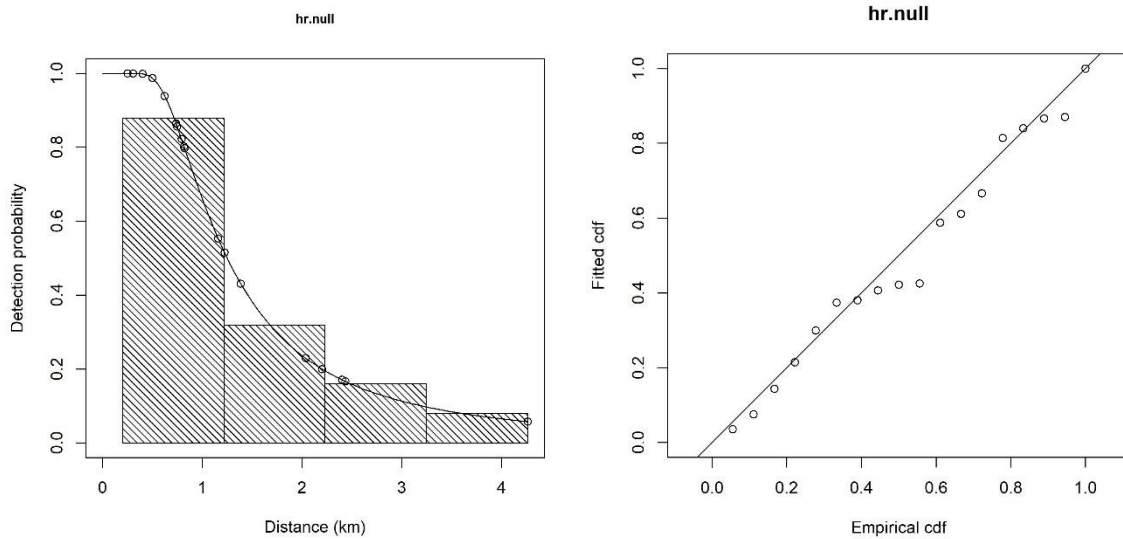 hr.null
Detection probability
1.0
0.8
0.6
0.4
0.2
0.0
0 1 2 3 4
Distance (km)
hr.null
Fitted cdf
1.0
0.8
0.6
0.4
0.2
0.0
0.0 0.2 0.4 0.6 0.8 1.0
Empirical cdf